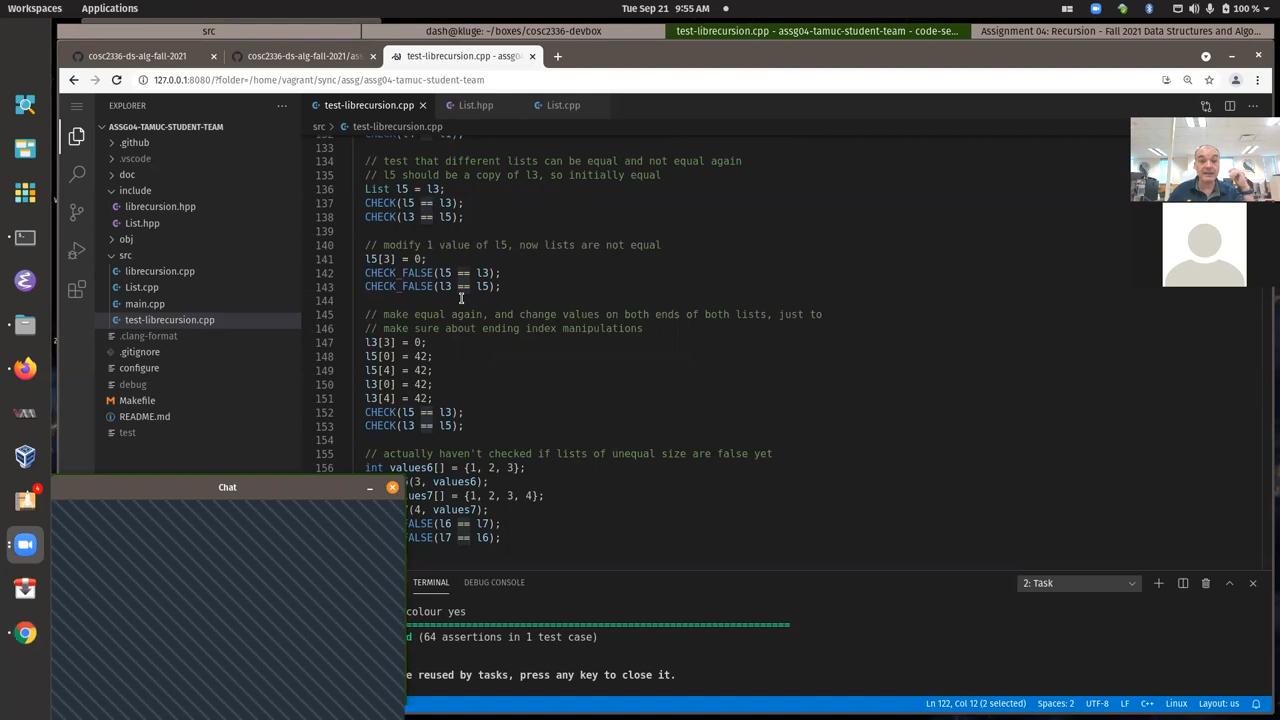 Workspaces
Applications
Tue Sep 21 9:55 AM
100 %
src
dash@kluge: ~/boxes/cosc2336-devbox
test-librecursion.cpp - assg04-tamuc-student-team - code-se...
Assignment 04: Recursion - Fall 2021 Data Structures and Algo...
cosc2336-ds-alg-fall-2021
cosc2336-ds-alg-fall-2021/as
test-librecursion.cpp - assg04
127.0.0.1:8080/?folder=/home/vagrant/sync/assg/assg04-tamuc-student-team
EXPLORER
test-librecursion.cpp
List.hpp
List.cpp
ASSG04-TAMUC-STUDENT-TEAM
src > test-librecursion.cpp
.github
.vscode
doc
include
librecursion.hpp
List.hpp
obj
src
librecursion.cpp
List.cpp
main.cpp
test-librecursion.cpp
.clang-format
.gitignore
configure
debug
Makefile
README.md
test
133
134 // test that different lists can be equal and not equal again
135 // l5 should be a copy of l3, so initially equal
136 List l5 = l3;
137 CHECK(l5 == l3);
138 CHECK(l3 == l5);
139
140 // modify 1 value of l5, now lists are not equal
141 l5[3] = 0;
142 CHECK_FALSE(l5 == l3);
143 CHECK_FALSE(l3 == l5);
144
145 // make equal again, and change values on both ends of both lists, just to
146 // make sure about ending index manipulations
147 l3[3] = 0;
148 l5[0] = 42;
149 l5[4] = 42;
150 l3[0] = 42;
151 l3[4] = 42;
152 CHECK(l5 == l3);
153 CHECK(l3 == l5);
154
155 // actually haven't checked if lists of unequal size are false yet
156 int values6[] = {1, 2, 3};
(3, values6);
values7[] = {1, 2, 3, 4};
(4, values7);
FALSE(l6 == l7);
FALSE(l7 == l6);
Chat
TERMINAL
DEBUG CONSOLE
2: Task
colour yes
(64 assertions in 1 test case)
e reused by tasks, press any key to close it.
Ln 122, Col 12 (2 selected)
Spaces: 2
UTF-8
LF
C++
Linux
Layout: us
4